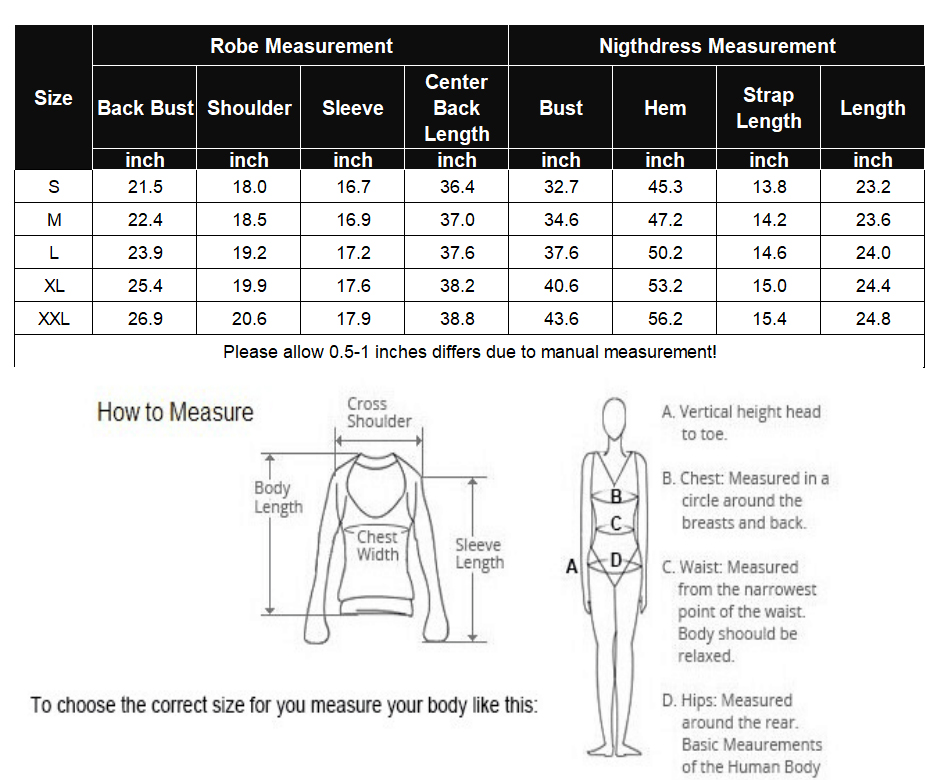 Size Robe Measurement Nigthdress Measurement
Back Bust Shoulder Sleeve Center Back Length Bust Hem Strap Length Length
inch inch inch inch inch inch inch inch
S 21.5 18.0 16.7 36.4 32.7 45.3 13.8 23.2
M 22.4 18.5 16.9 37.0 34.6 47.2 14.2 23.6
L 23.9 19.2 17.2 37.6 37.6 50.2 14.6 24.0
XL 25.4 19.9 17.6 38.2 40.6 53.2 15.0 24.4
XXL 26.9 20.6 17.9 38.8 43.6 56.2 15.4 24.8
Please allow 0.5-1 inches differs due to manual measurement!
How to Measure
Cross
Shoulder
Body
Length
Chest
Width
Sleeve
Length
To choose the correct size for you measure your body like this:
B
C
A
D
A. Vertical height head
to toe.
B. Chest: Measured in a
circle around the
breasts and back.
C. Waist: Measured
from the narrowest
point of the waist.
Body shoould be
relaxed.
D. Hips: Measured
around the rear.
Basic Meaurements
of the Human Body